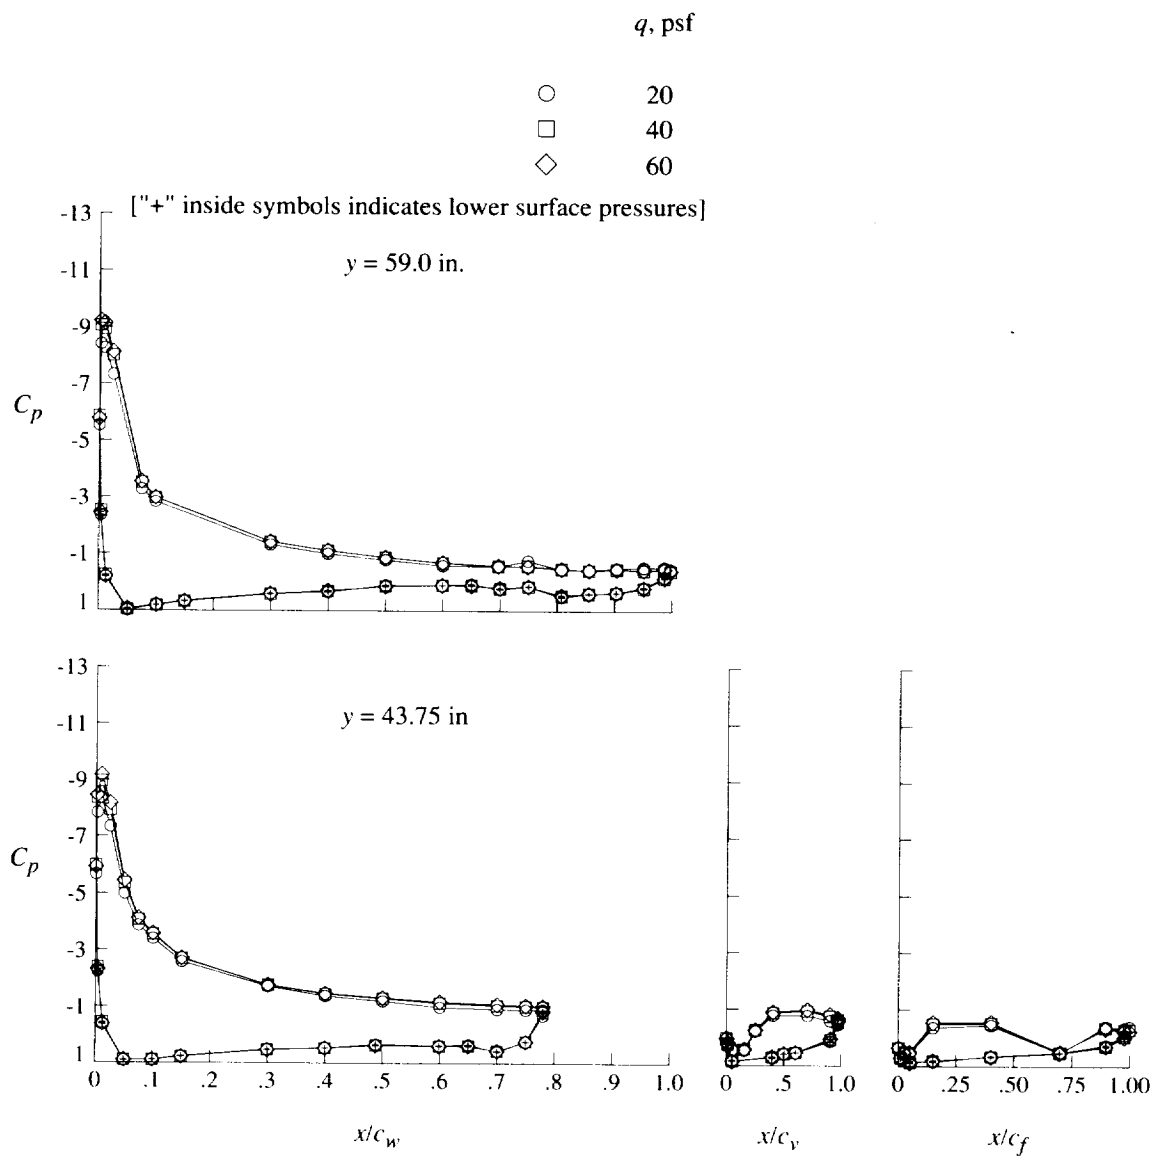 q, psf
20
40
60
["+" inside symbols indicates lower surface pressures]
y = 59.0 in.
-13
-11
-9
-7
-5
-3
-1
1
C_p
y = 43.75 in
-13
-11
-9
-7
-5
-3
-1
1
C_p
0 .1 .2 .3 .4 .5 .6 .7 .8 .9 1.0
x/c_w
0 .5 1.0
x/c_v
0 .25 .50 .75 1.00
x/c_f